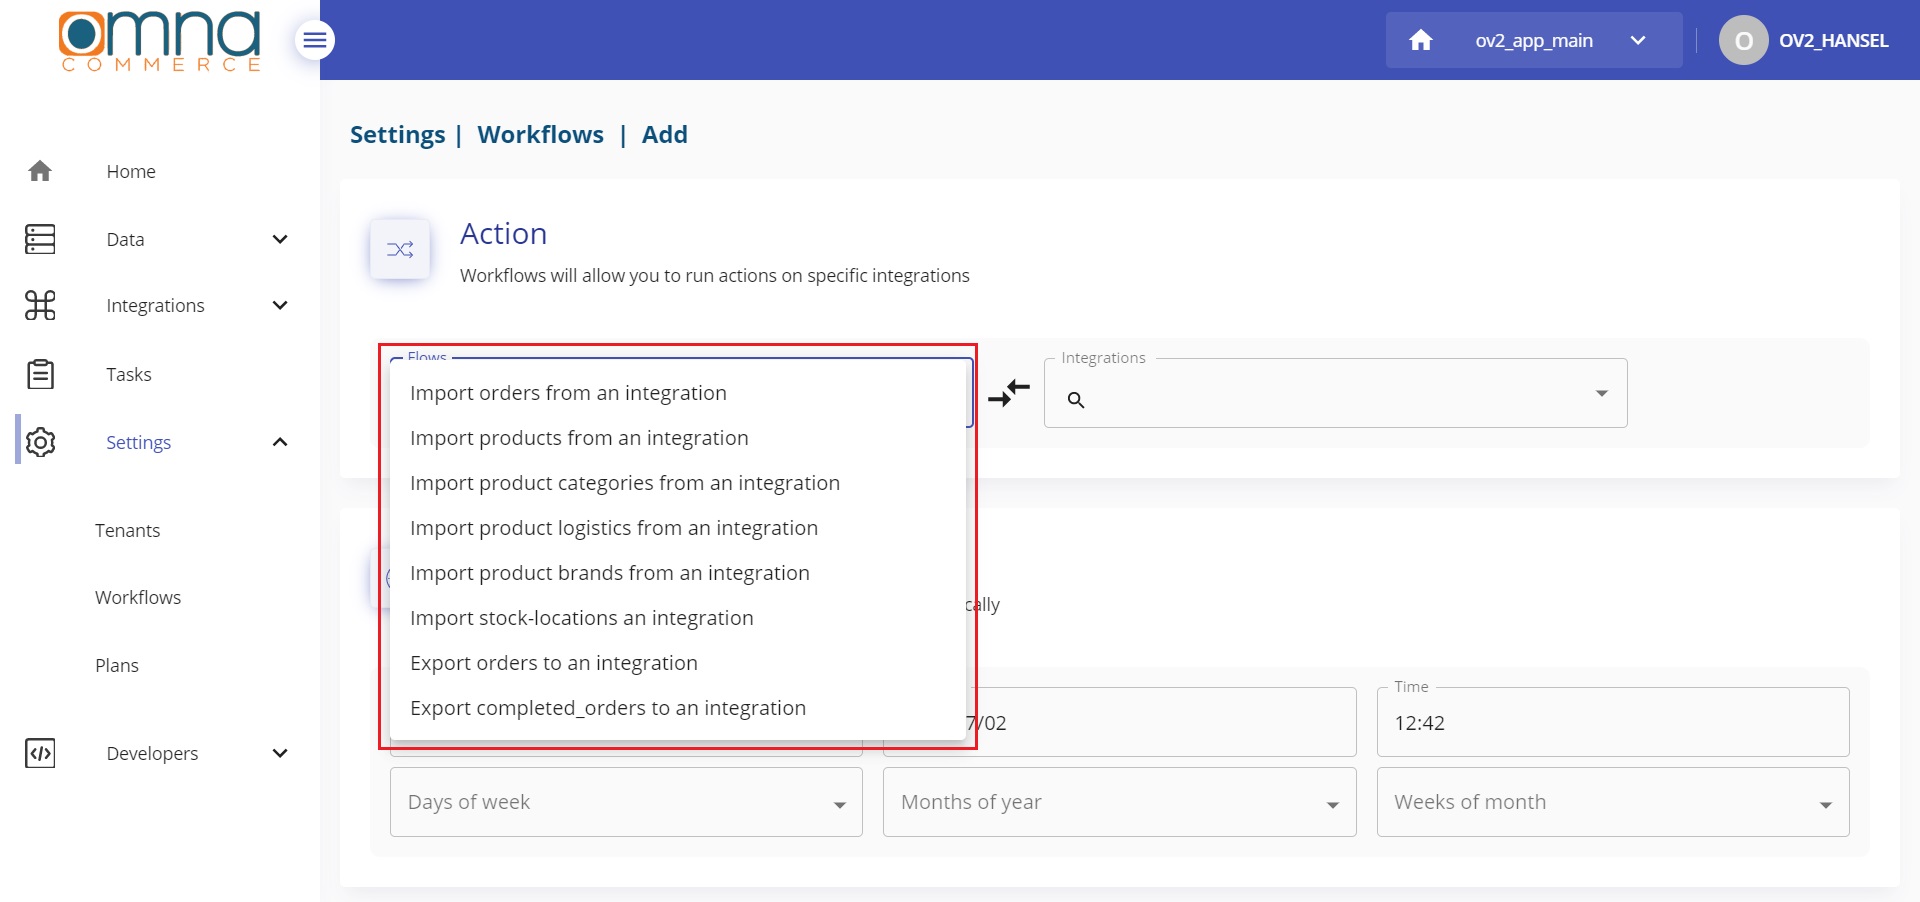 omna
COMMERCE
ov2_app_main
O
OV2_HANSEL
Settings | Workflows | Add
Home
Data
Integrations
Tasks
Settings
Tenants
Workflows
Plans
Developers
Action
Workflows will allow you to run actions on specific integrations
Flows
Integrations
Import orders from an integration
Import products from an integration
Import product categories from an integration
Import product logistics from an integration
Import product brands from an integration
Import stock-locations an integration
Export orders to an integration
Export completed_orders to an integration
cally
7/02
Time
12:42
Days of week
Months of year
Weeks of month